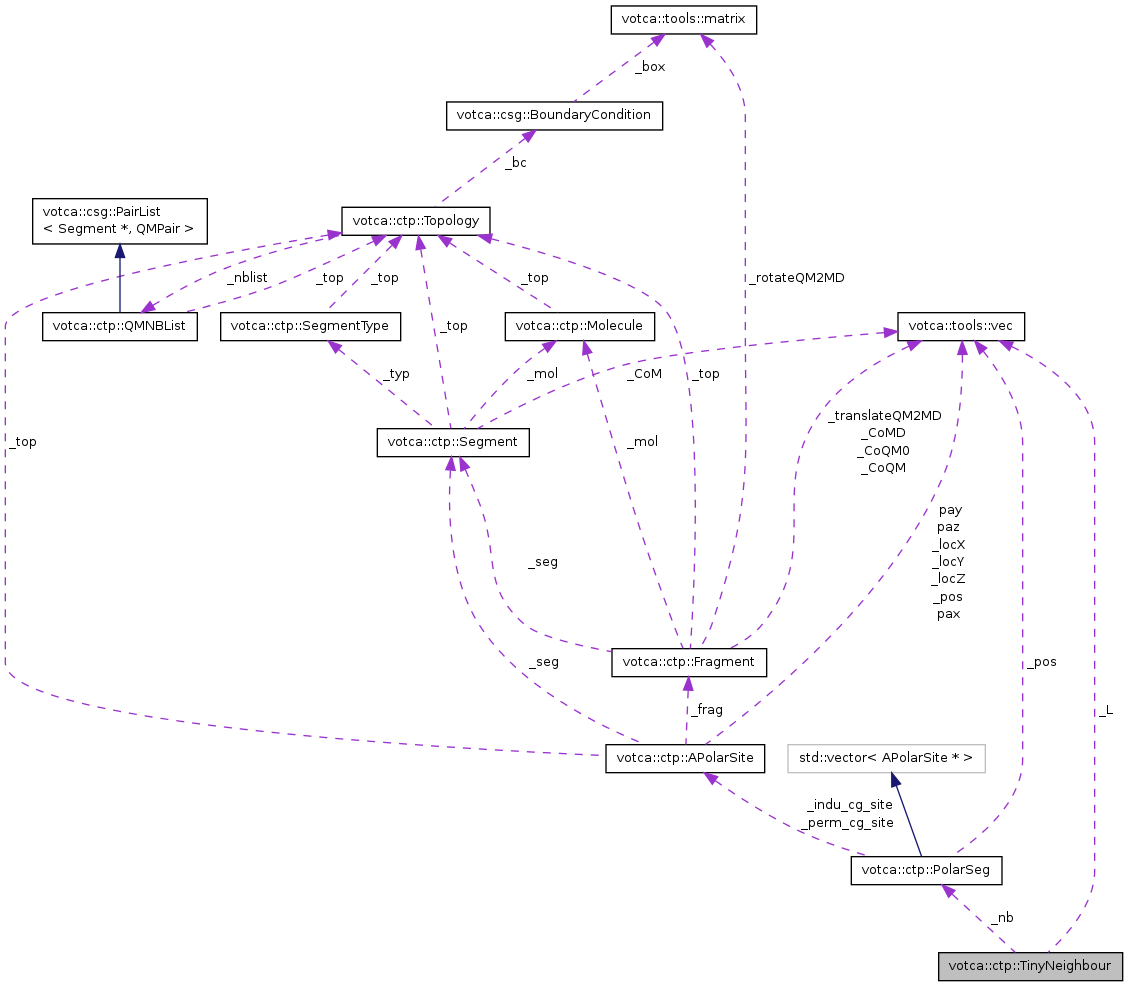 votca::tools::matrix
_box
votca::csg::BoundaryCondition
_bc
votca::csg::PairList
< Segment *, QMPair >
votca::ctp::Topology
_rotateQM2MD
_nblist
_top
_top
_top
votca::ctp::QMNBList
votca::ctp::SegmentType
_top
votca::ctp::Molecule
votca::tools::vec
_typ
_mol
_CoM
_top
_translateQM2MD
_CoMD
_CoQM0
_CoQM
_top
votca::ctp::Segment
_mol
pay
paz
_locX
_locY
_locZ
_pos
pax
_seg
_seg
votca::ctp::Fragment
_pos
_frag
_L
votca::ctp::APolarSite
std::vector< APolarSite * >
_indu_cg_site
_perm_cg_site
votca::ctp::PolarSeg
_nb
votca::ctp::TinyNeighbour